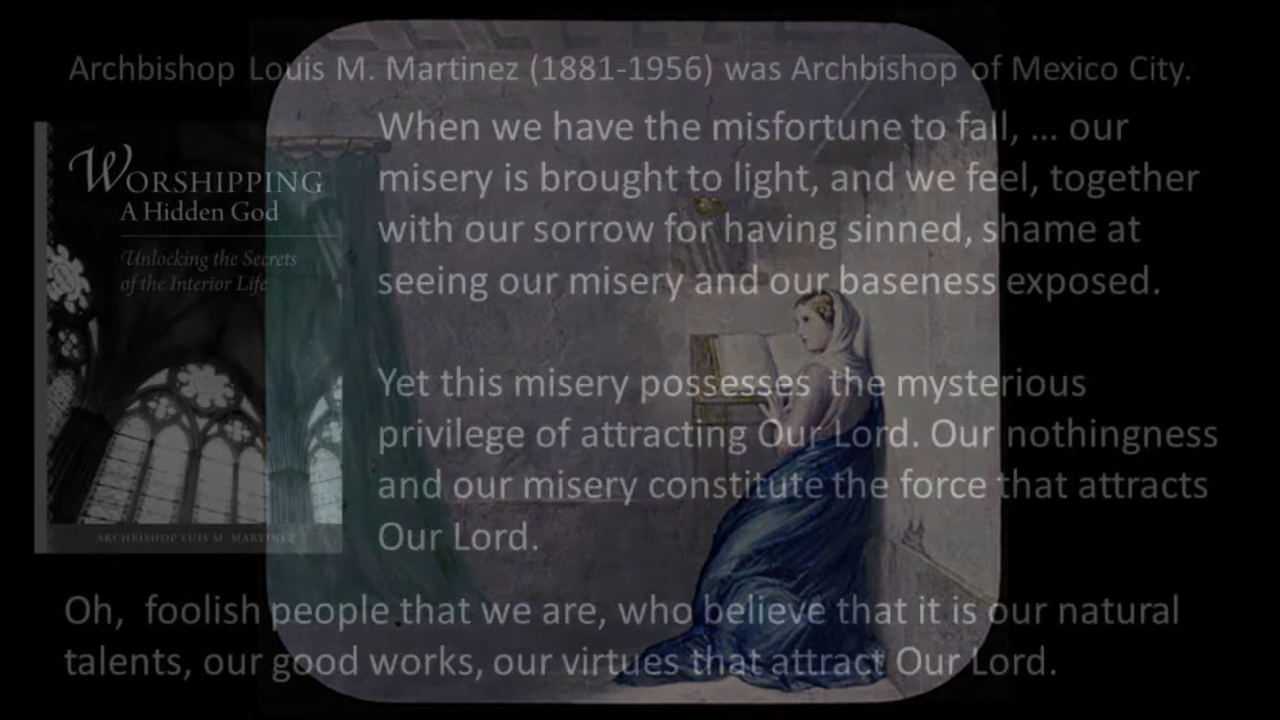 Archbishop Louis M. Martinez (1881-1956) was Archbishop of Mexico City.
WORSHIPPING
A Hidden God
Unlocking the Secrets
of the Interior Life
ARCHBISHOP LUIS M. MARTINEZ
When we have the misfortune to fall, ... our
misery is brought to light, and we feel, together
with our sorrow for having sinned, shame at
seeing our misery and our baseness exposed.
Yet this misery possesses the mysterious
privilege of attracting Our Lord. Our nothingness
and our misery constitute the force that attracts
Our Lord.
Oh, foolish people that we are, who believe that it is our natural
talents, our good works, our virtues that attract Our Lord.